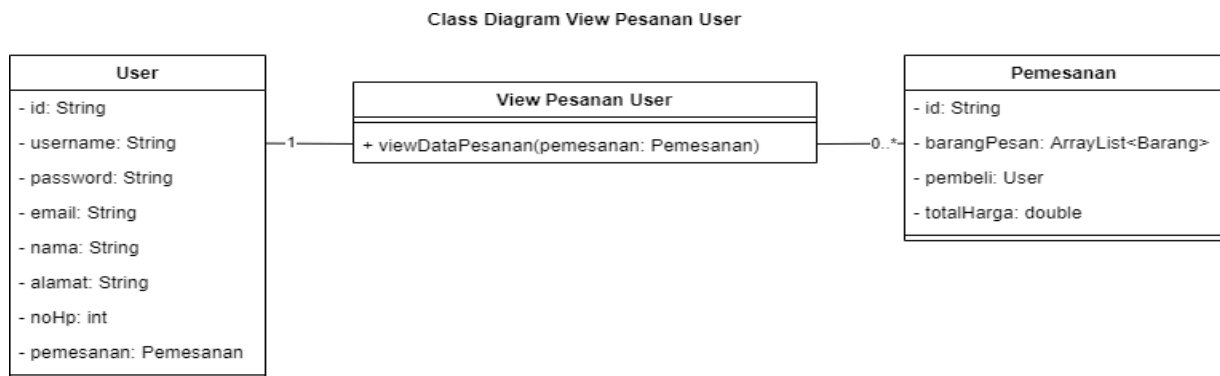 Class Diagram View Pesanan User
User
- id: String
- username: String
- password: String
- email: String
- nama: String
- alamat: String
- noHp: int
- pemesanan: Pemesanan
1
View Pesanan User
+ viewDataPesanan(pemesanan: Pemesanan)
0..*
Pemesanan
- id: String
- barangPesan: ArrayList<Barang>
- pembeli: User
- totalHarga: double